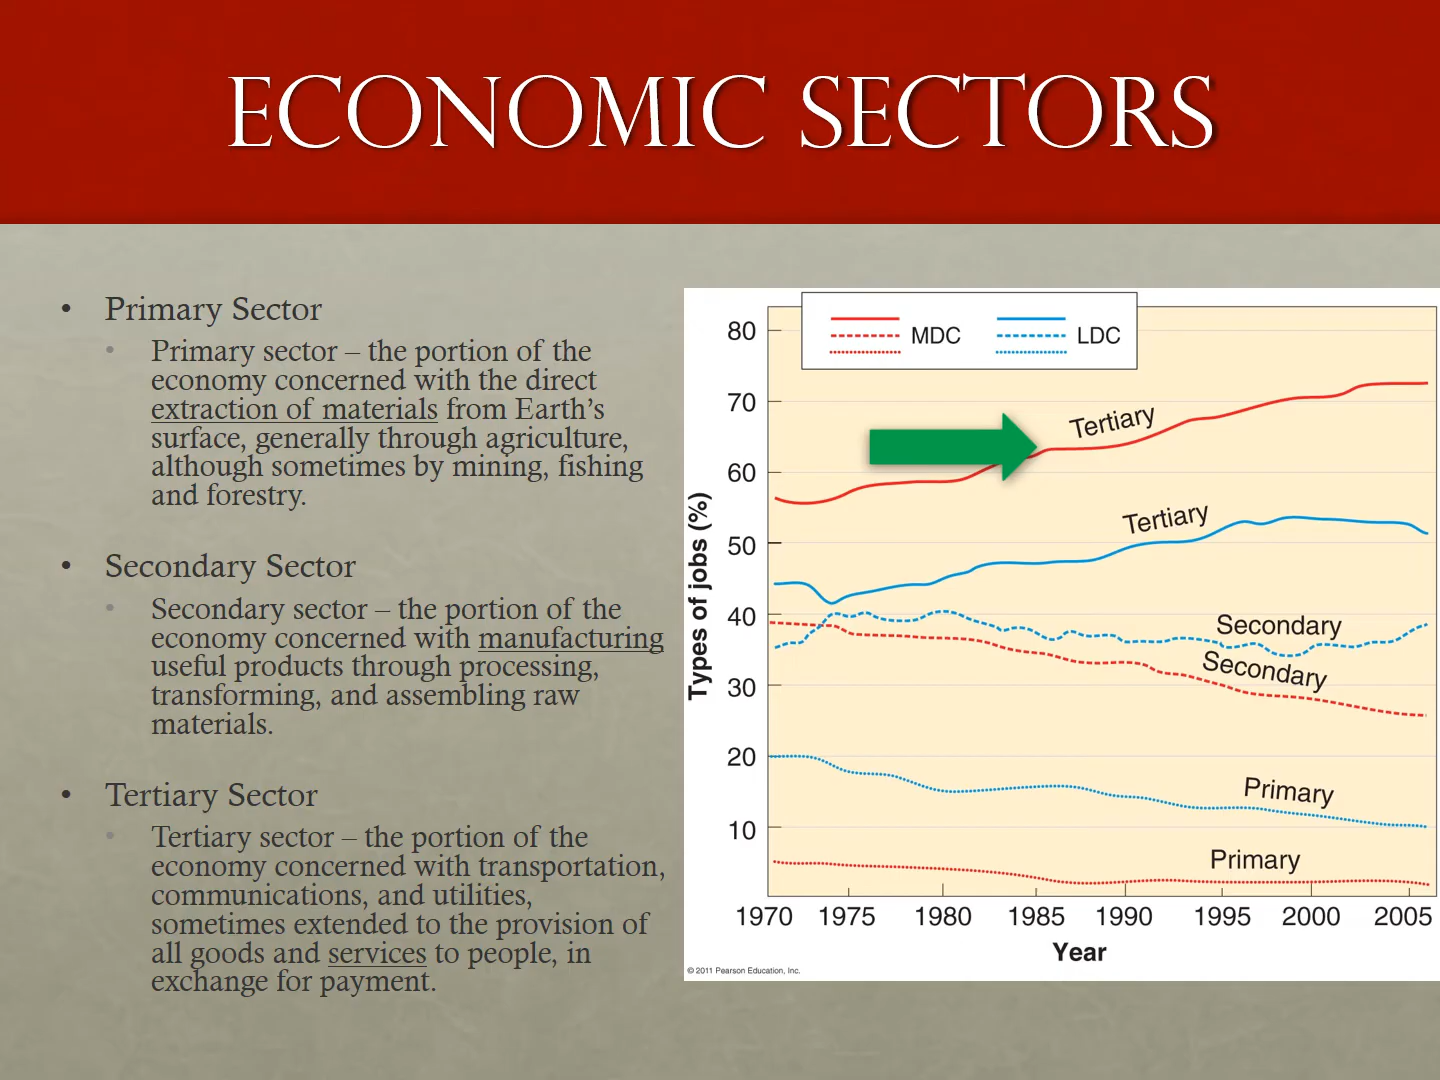 ECONOMIC SECTORS
• Primary Sector
• Primary sector – the portion of the
economy concerned with the direct
extraction of materials from Earth’s
surface, generally through agriculture,
although sometimes by mining, fishing
and forestry.
• Secondary Sector
• Secondary sector – the portion of the
economy concerned with manufacturing
useful products through processing,
transforming, and assembling raw
materials.
• Tertiary Sector
• Tertiary sector – the portion of the
economy concerned with transportation,
communications, and utilities,
sometimes extended to the provision of
all goods and services to people, in
exchange for payment.
MDC LDC
80
70
60
50
40
30
20
10
Types of jobs (%)
Tertiary
Tertiary
Secondary
Secondary
Primary
Primary
1970 1975 1980 1985 1990 1995 2000 2005
Year
© 2011 Pearson Education, Inc.